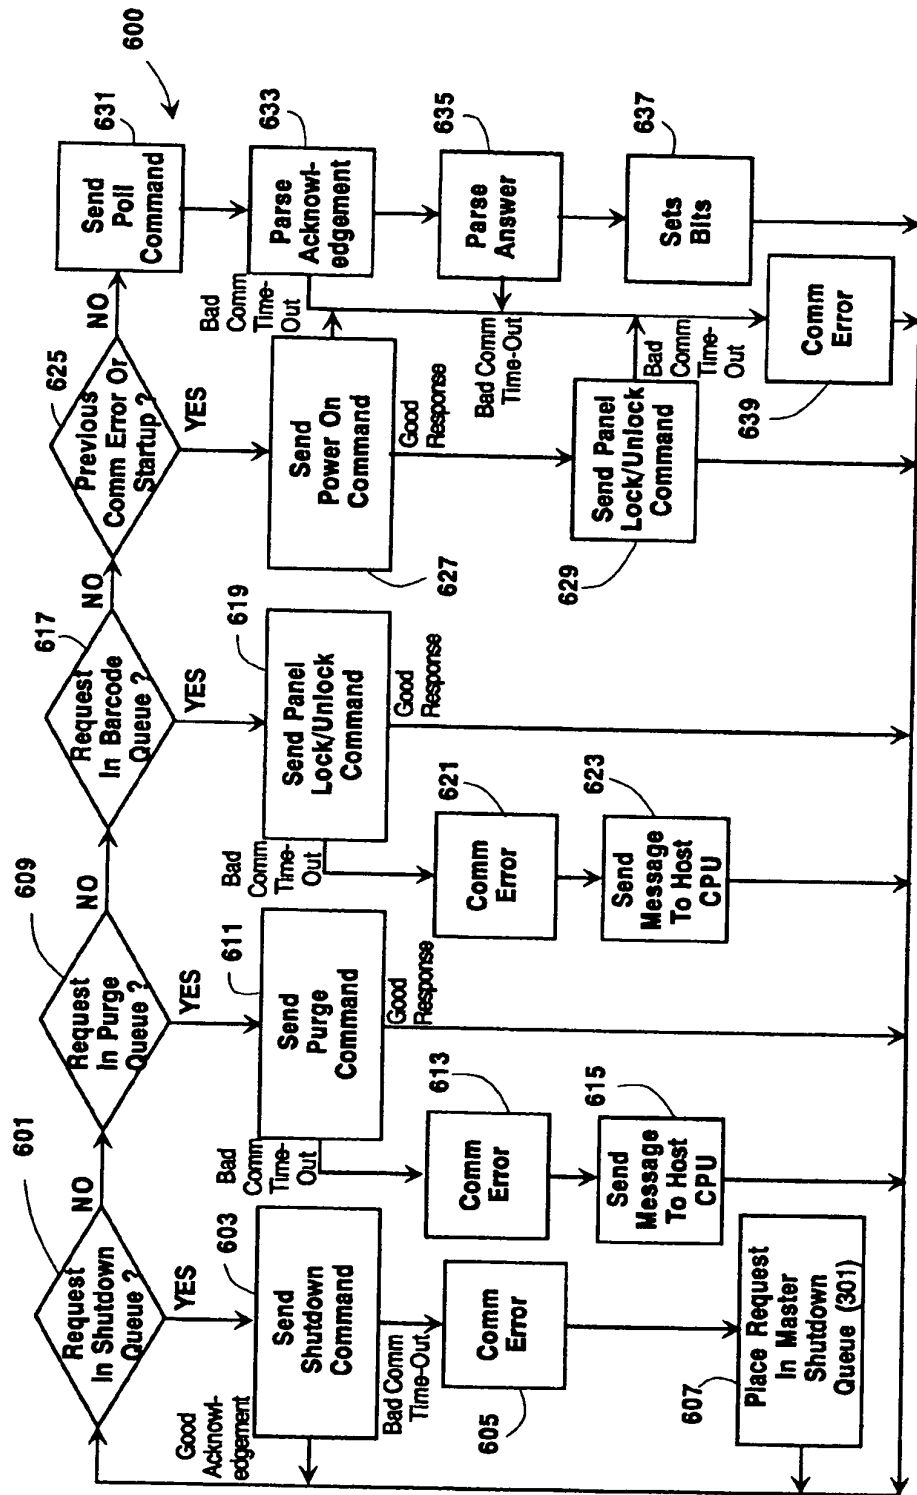 600
601
Request
In Shutdown
Queue ?
NO
YES
609
Request
In Purge
Queue ?
NO
YES
617
Request
In Barcode
Queue ?
NO
YES
625
Previous
Comm Error Or
Startup ?
NO
YES
631
Send
Poll
Command
Good
Acknowl-
edgement
603
Send
Shutdown
Command
Bad Comm
Time-Out
605
Comm
Error
607
Place Request
In Master
Shutdown
Queue (301)
611
Send
Purge
Command
Bad
Comm
Time-
Out
Good
Response
613
Comm
Error
615
Send
Message
To Host
CPU
619
Send Panel
Lock/Unlock
Command
Bad
Comm
Time-
Out
Good
Response
621
Comm
Error
623
Send
Message
To Host
CPU
627
Send
Power On
Command
Good
Response
629
Send Panel
Lock/Unlock
Command
Bad
Comm
Time-
Out
633
Parse
Acknowl-
edgement
Bad
Comm
Time-
Out
635
Parse
Answer
Bad Comm
Time-Out
637
Sets
Bits
639
Comm
Error